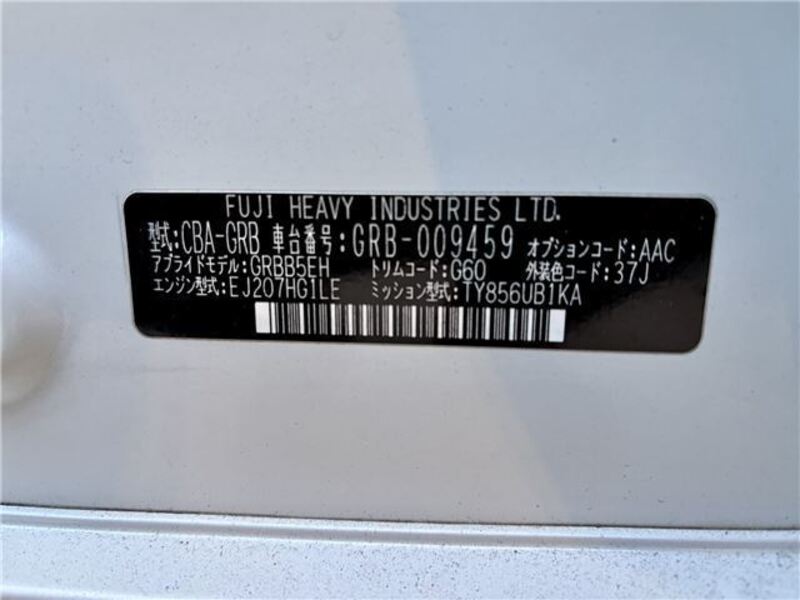 FUJI HEAVY INDUSTRIES LTD.
型式:CBA-GRB 車台番号:GRB-009459 オプションコード:AAC
アプライドモデル:GRBB5EH トリムコード:G60 外装色コード:37J
エンジン型式:EJ207HG1LE ミッション型式:TY856UB1KA